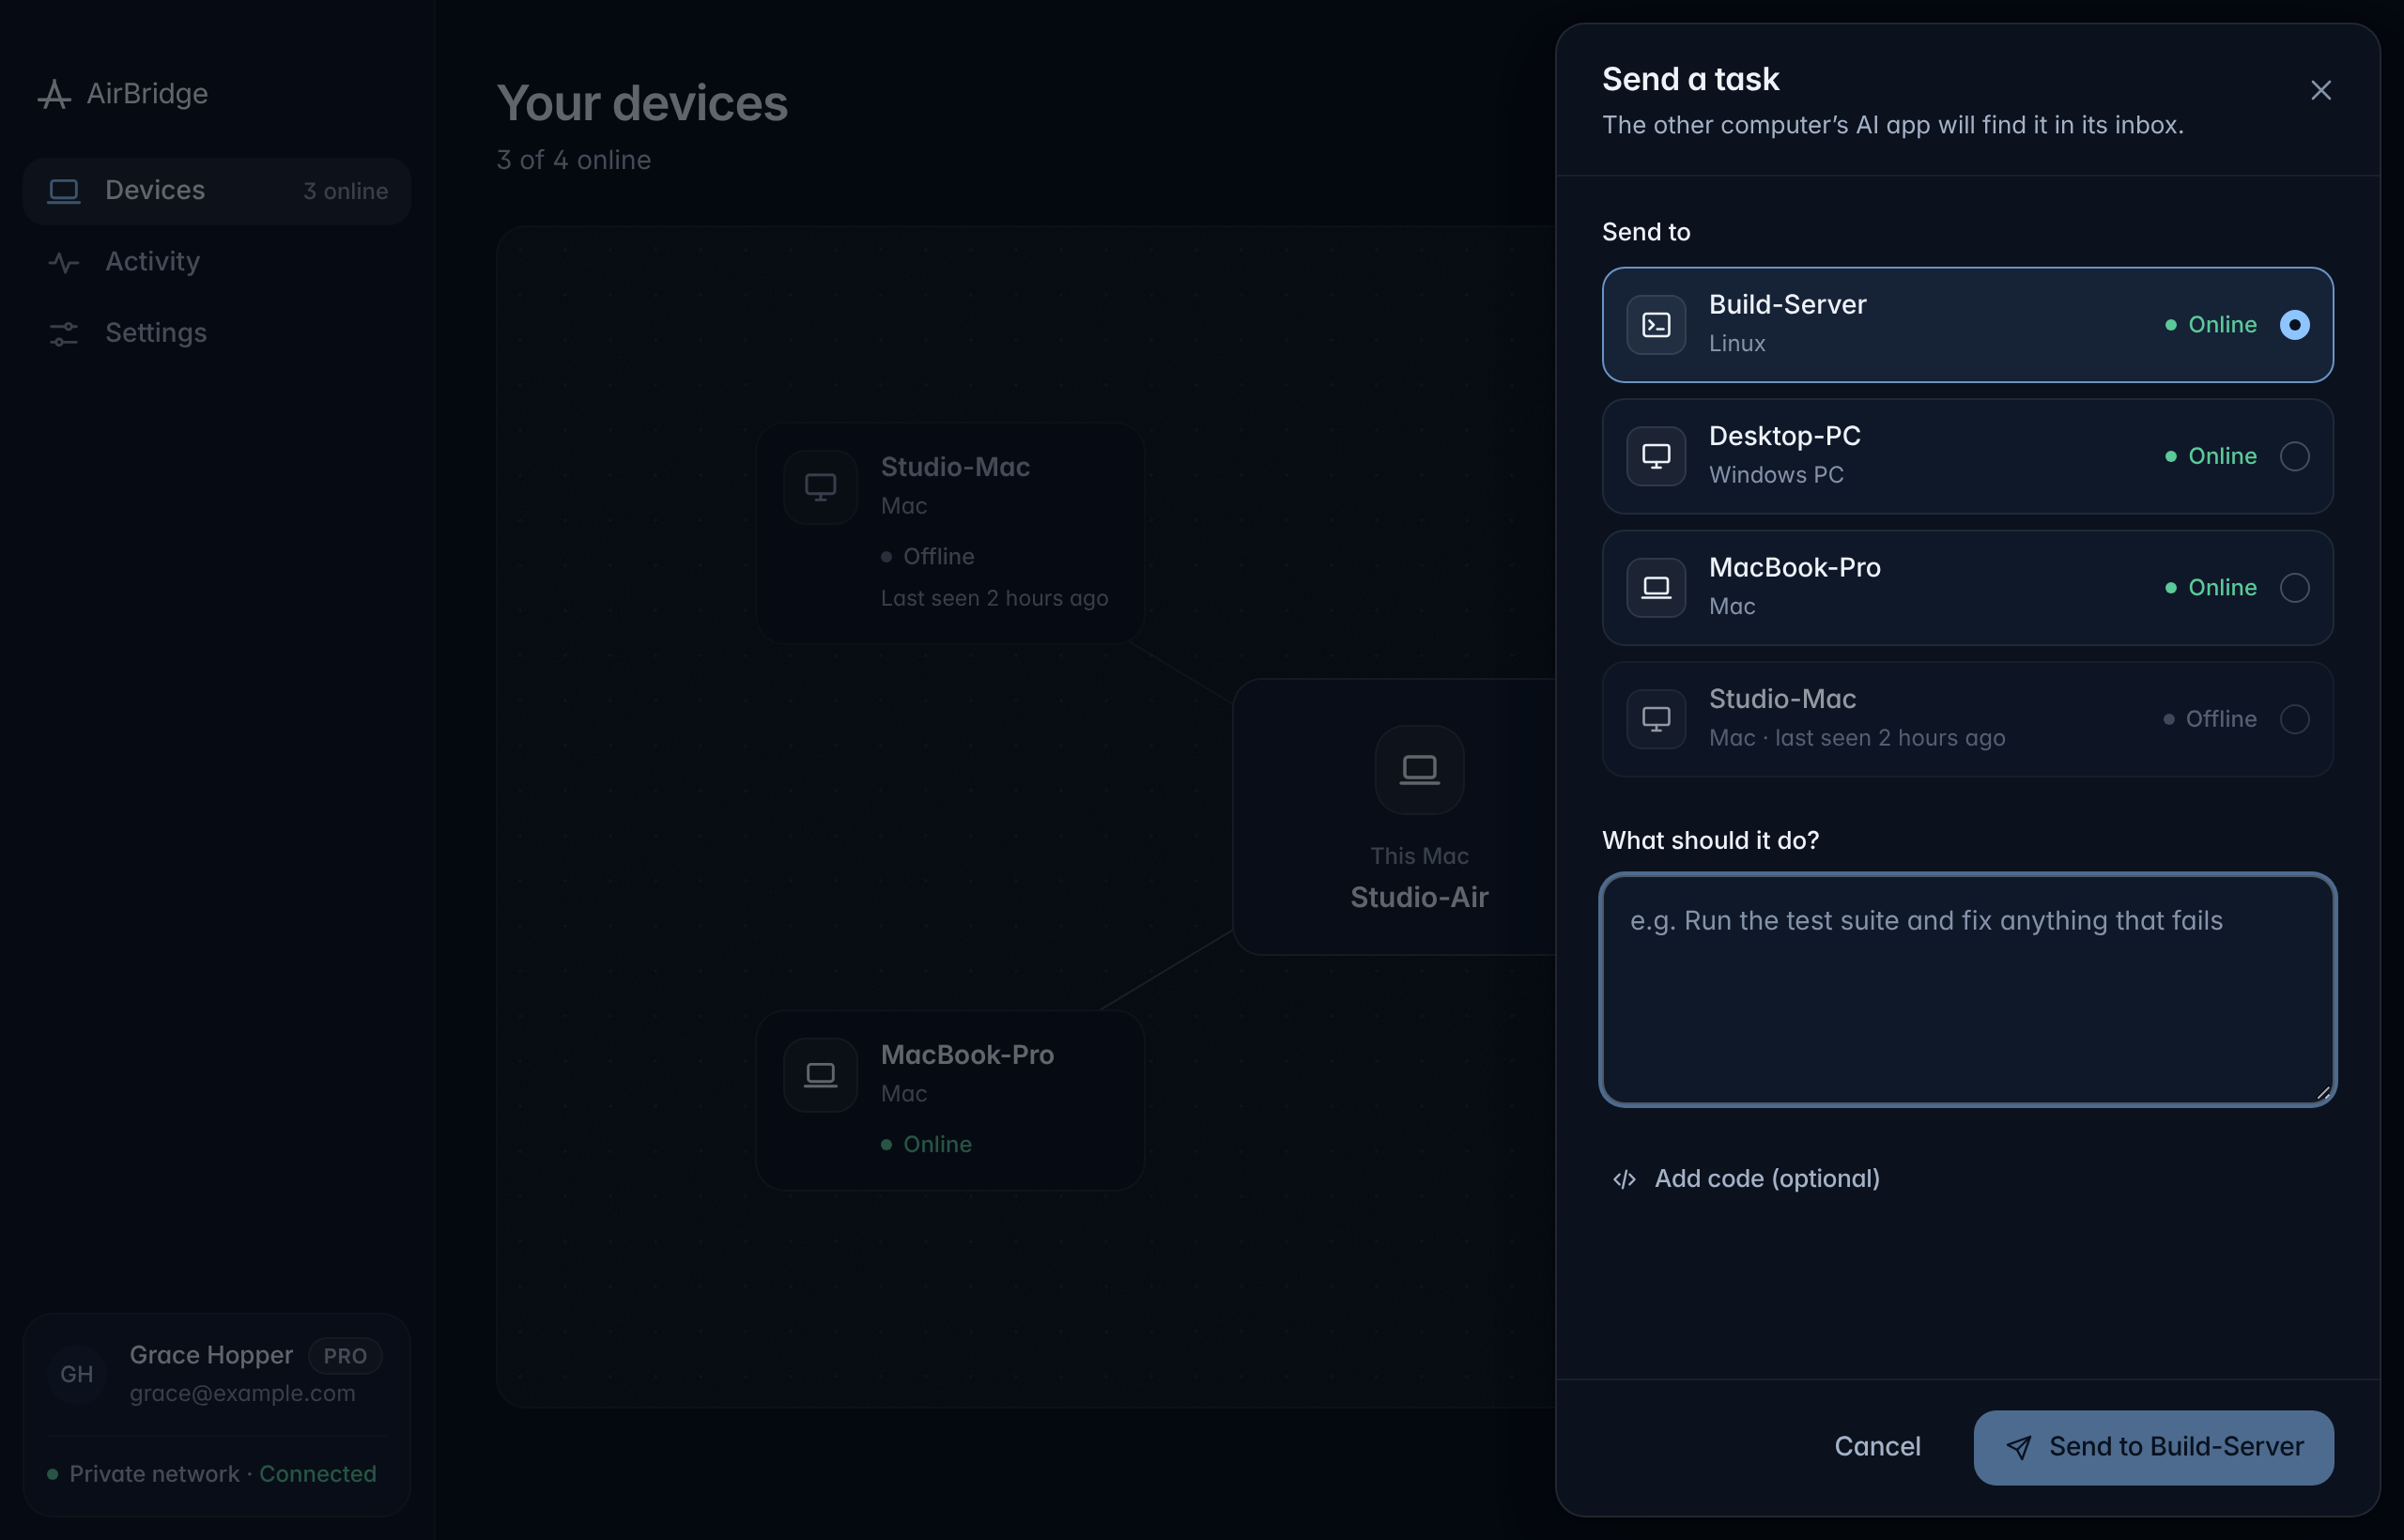 AirBridge
Devices
3 online
Activity
Settings
GH
Grace Hopper
PRO
grace@example.com
Private network · Connected
Your devices
3 of 4 online
Studio-Mac
Mac
Offline
Last seen 2 hours ago
This Mac
Studio-Air
MacBook-Pro
Mac
Online
Send a task
The other computer’s AI app will find it in its inbox.
Send to
Build-Server
Linux
Online
Desktop-PC
Windows PC
Online
MacBook-Pro
Mac
Online
Studio-Mac
Mac · last seen 2 hours ago
Offline
What should it do?
e.g. Run the test suite and fix anything that fails
Add code (optional)
Cancel
Send to Build-Server